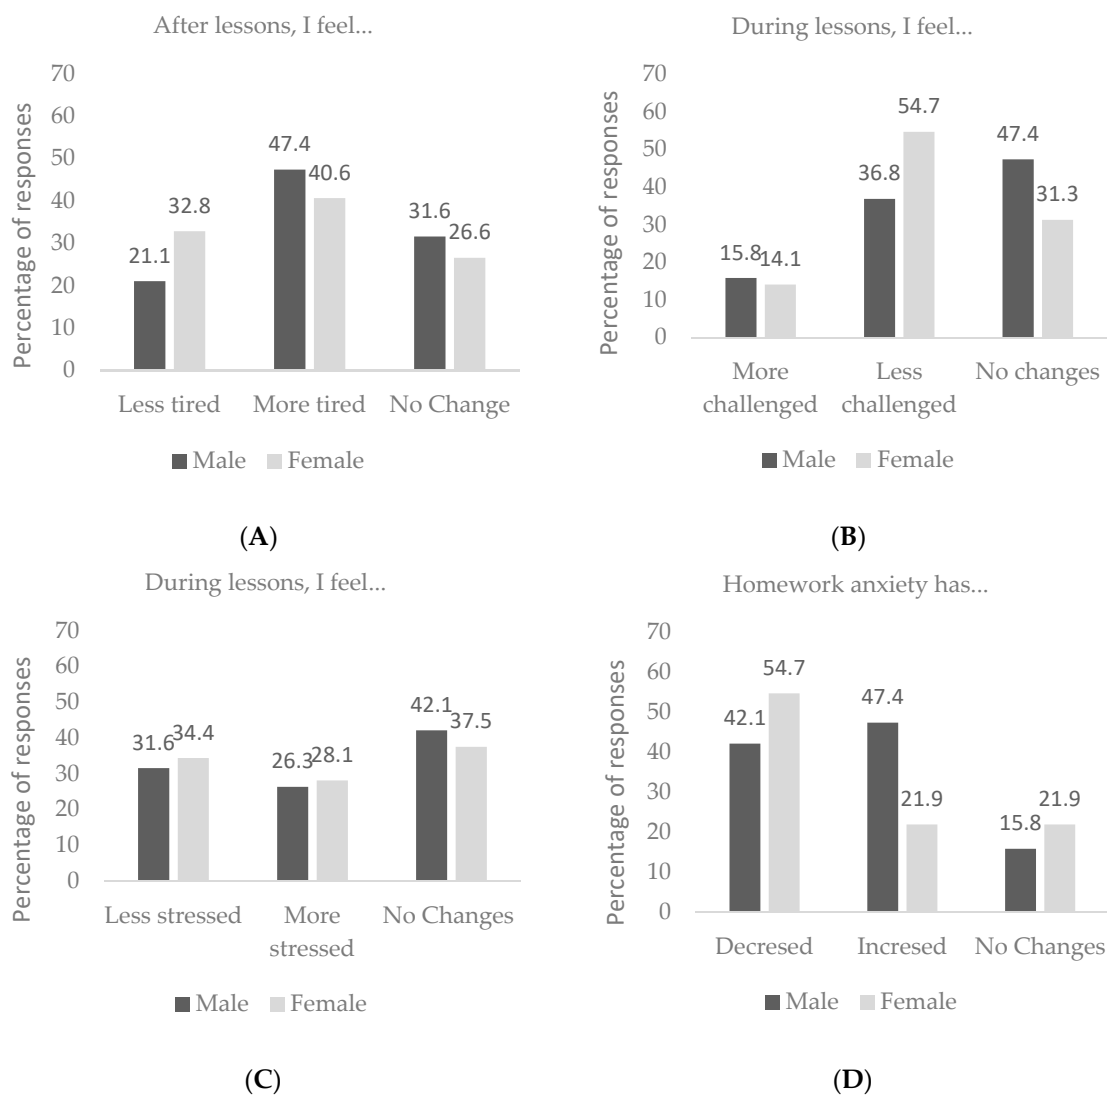 After lessons, I feel...
Percentage of responses
70
60
50
40
30
20
10
0
47.4
40.6
32.8
31.6
26.6
21.1
Less tired More tired No Change
Male Female
(A)
During lessons, I feel...
Percentage of responses
70
60
50
40
30
20
10
0
54.7
47.4
36.8
31.3
15.8 14.1
More challenged
Less challenged
No changes
Male Female
(B)
During lessons, I feel...
Percentage of responses
70
60
50
40
30
20
10
0
31.6 34.4
26.3 28.1
42.1
37.5
Less stressed
More stressed
No Changes
Male Female
(C)
Homework anxiety has...
Percentage of responses
70
60
50
40
30
20
10
0
54.7
47.4
42.1
21.9
15.8 21.9
Decresed Incresed No Changes
Male Female
(D)